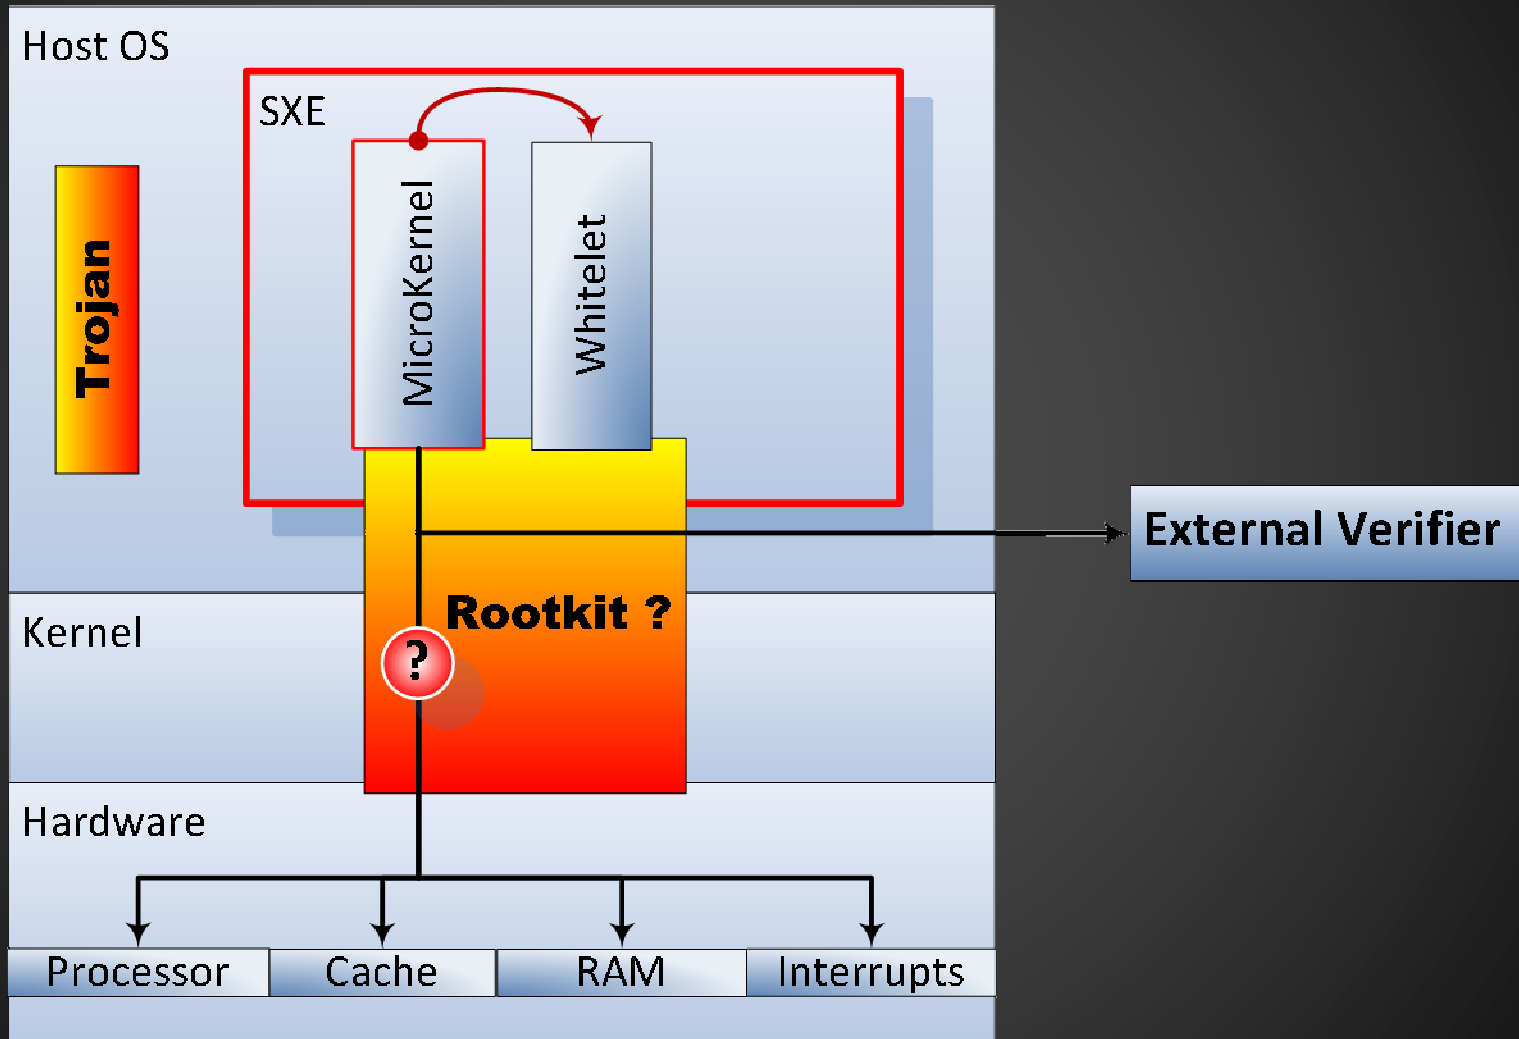 Host OS
SXE
Trojan
MicroKernel
Whitelet
External Verifier
Rootkit ?
Kernel
?
Hardware
Processor
Cache
RAM
Interrupts